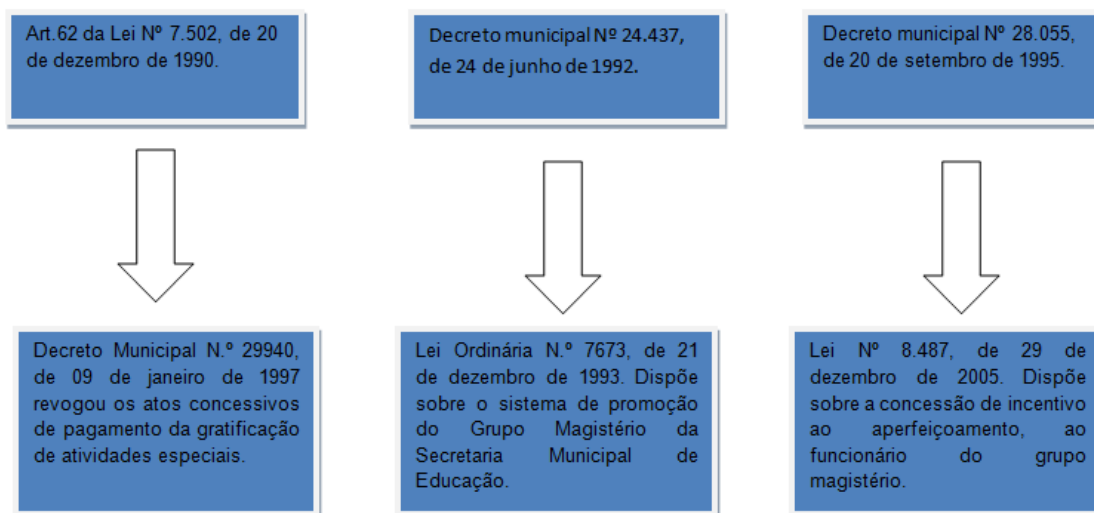 Art.62 da Lei Nº 7.502, de 20
de dezembro de 1990.
Decreto municipal Nº 24.437,
de 24 de junho de 1992.
Decreto municipal Nº 28.055,
de 20 de setembro de 1995.
Decreto Municipal N.º 29940,
de 09 de janeiro de 1997
revogou os atos concessivos
de pagamento da gratificação
de atividades especiais.
Lei Ordinária N.º 7673, de 21
de dezembro de 1993. Dispõe
sobre o sistema de promoção
do Grupo Magistério da
Secretaria Municipal de
Educação.
Lei Nº 8.487, de 29 de
dezembro de 2005. Dispõe
sobre a concessão de incentivo
ao aperfeiçoamento, ao
funcionário do grupo
magistério.